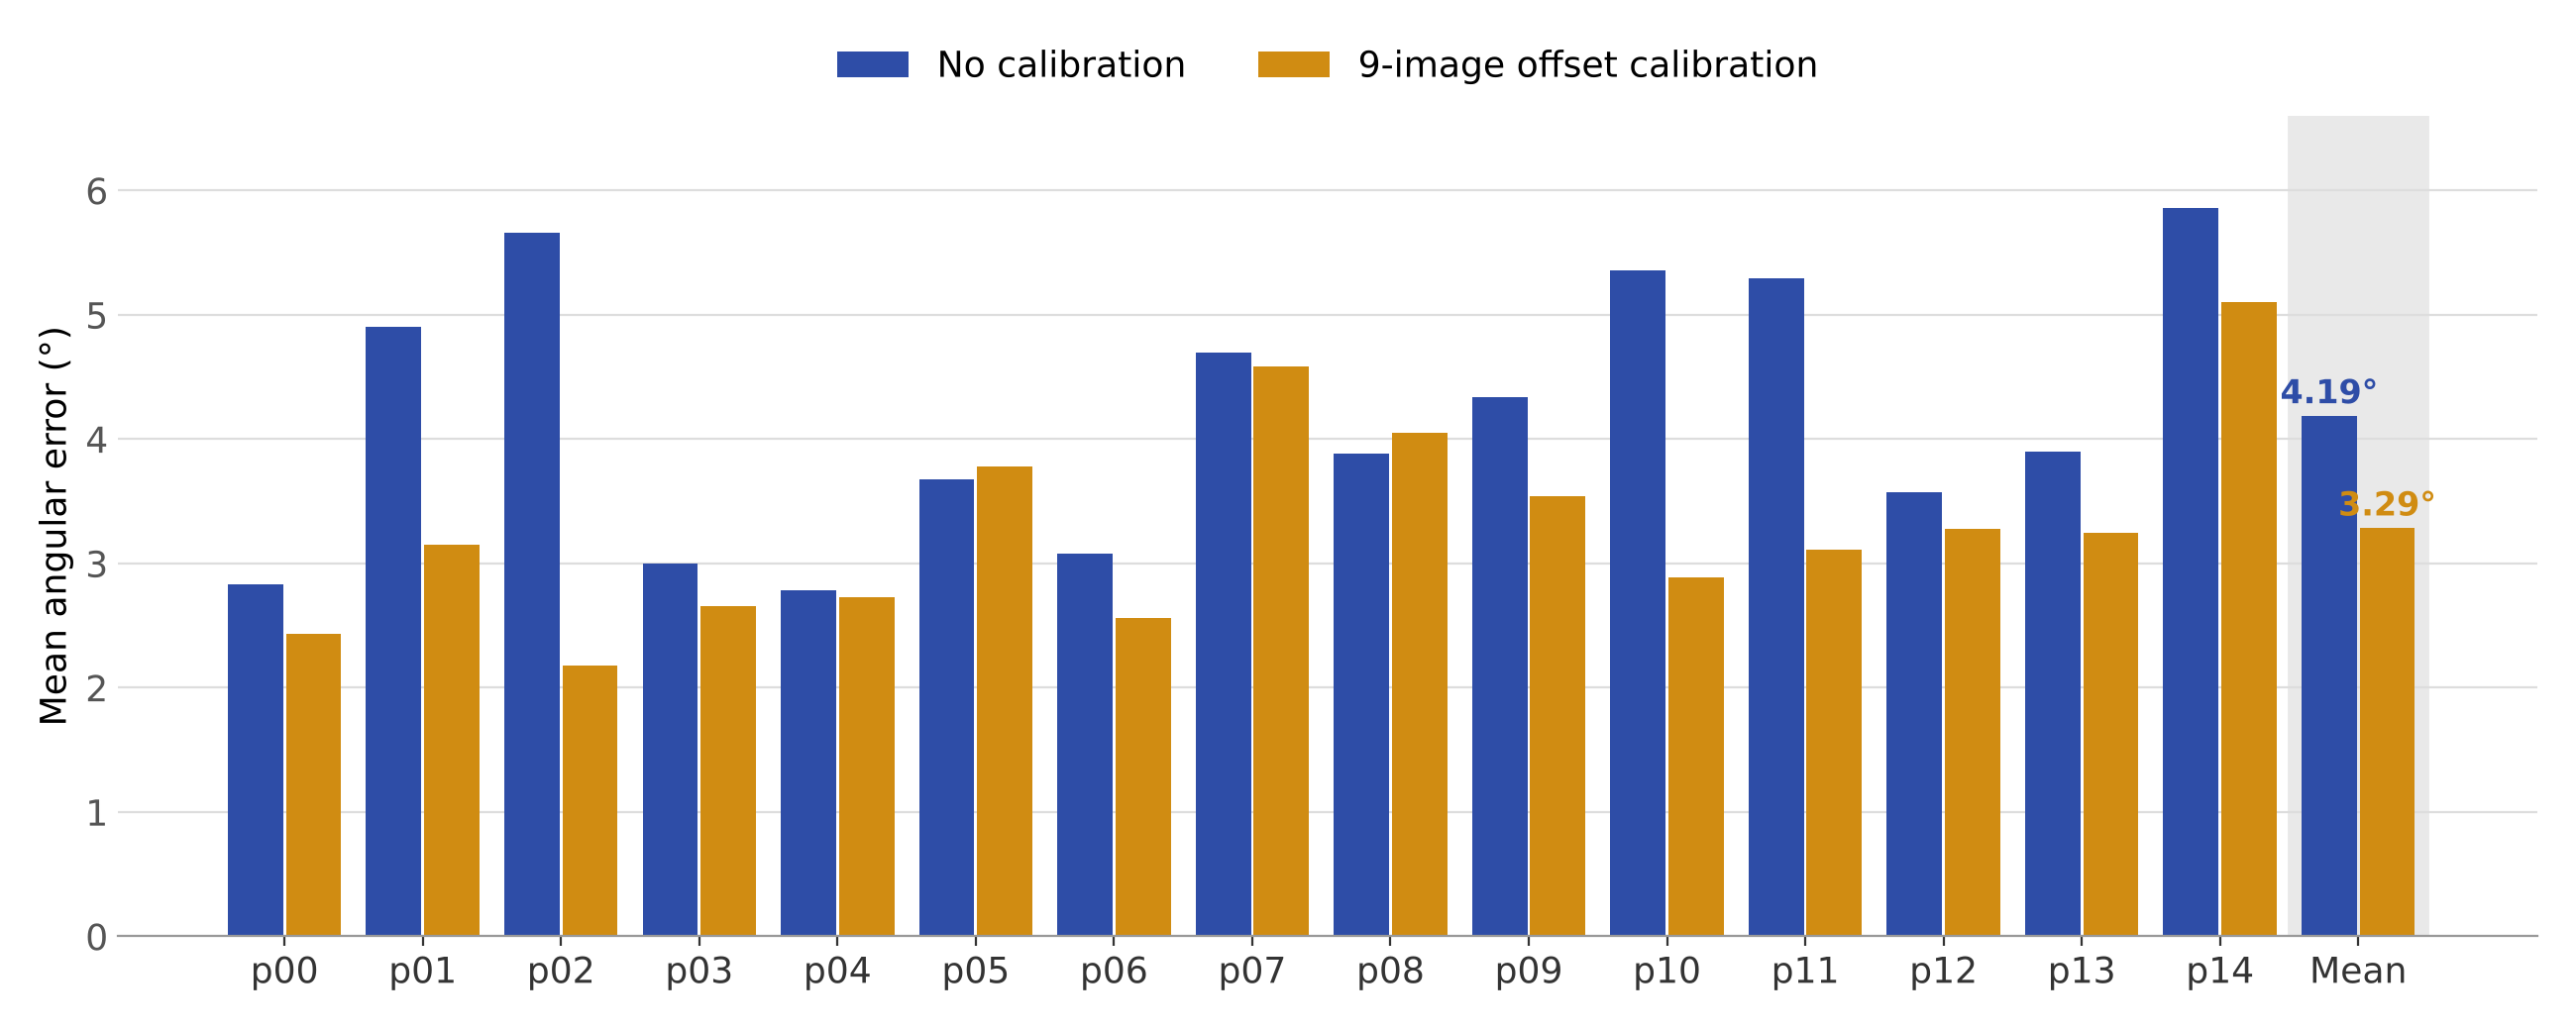 No calibration
9-image offset calibration
Mean angular error (°)
6
5
4
3
2
1
0
4.19°
3.29°
p00
p01
p02
p03
p04
p05
p06
p07
p08
p09
p10
p11
p12
p13
p14
Mean